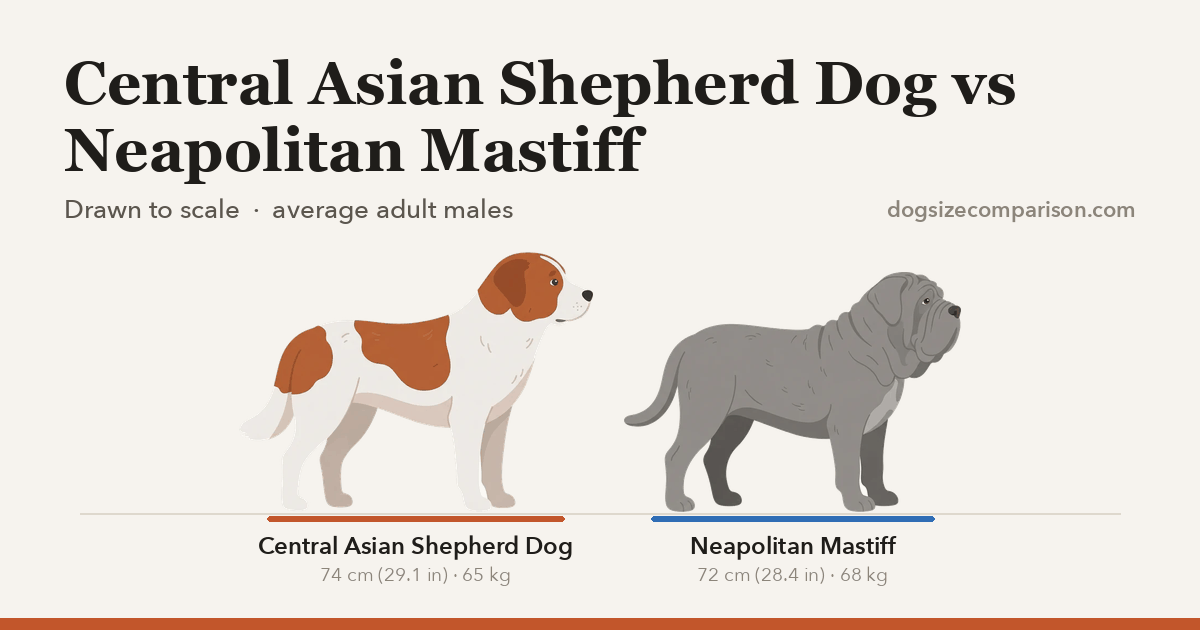 Central Asian Shepherd Dog vs
Neapolitan Mastiff
Drawn to scale · average adult males
dogsizecomparison.com
Central Asian Shepherd Dog
74 cm (29.1 in) · 65 kg
Neapolitan Mastiff
72 cm (28.4 in) · 68 kg